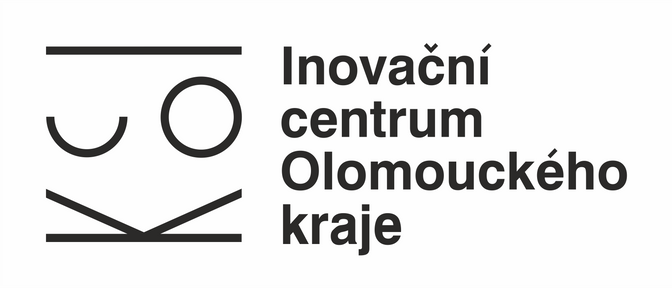 Inovační
centrum
Olomouckého
kraje